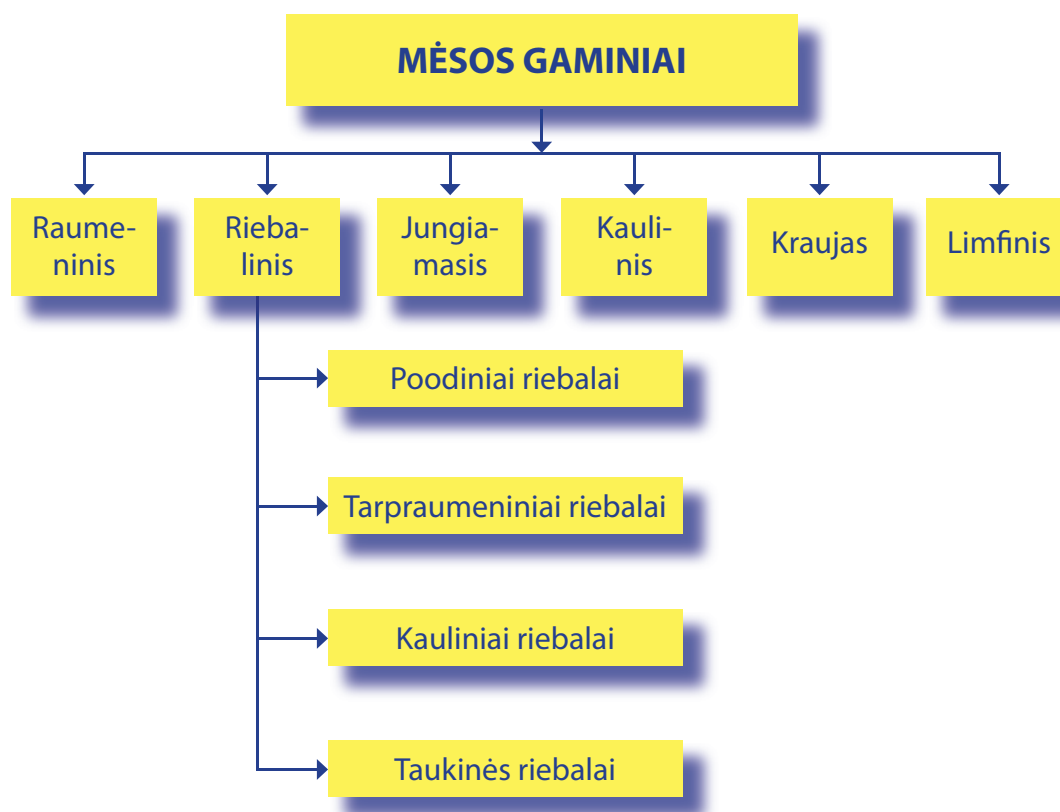 MĖSOS GAMINIAI
Raume-
ninis
Rieba-
linis
Jungia-
masis
Kauli-
nis
Kraujas
Limfinis
Poodiniai riebalai
Tarpraumeniniai riebalai
Kauliniai riebalai
Taukinės riebalai